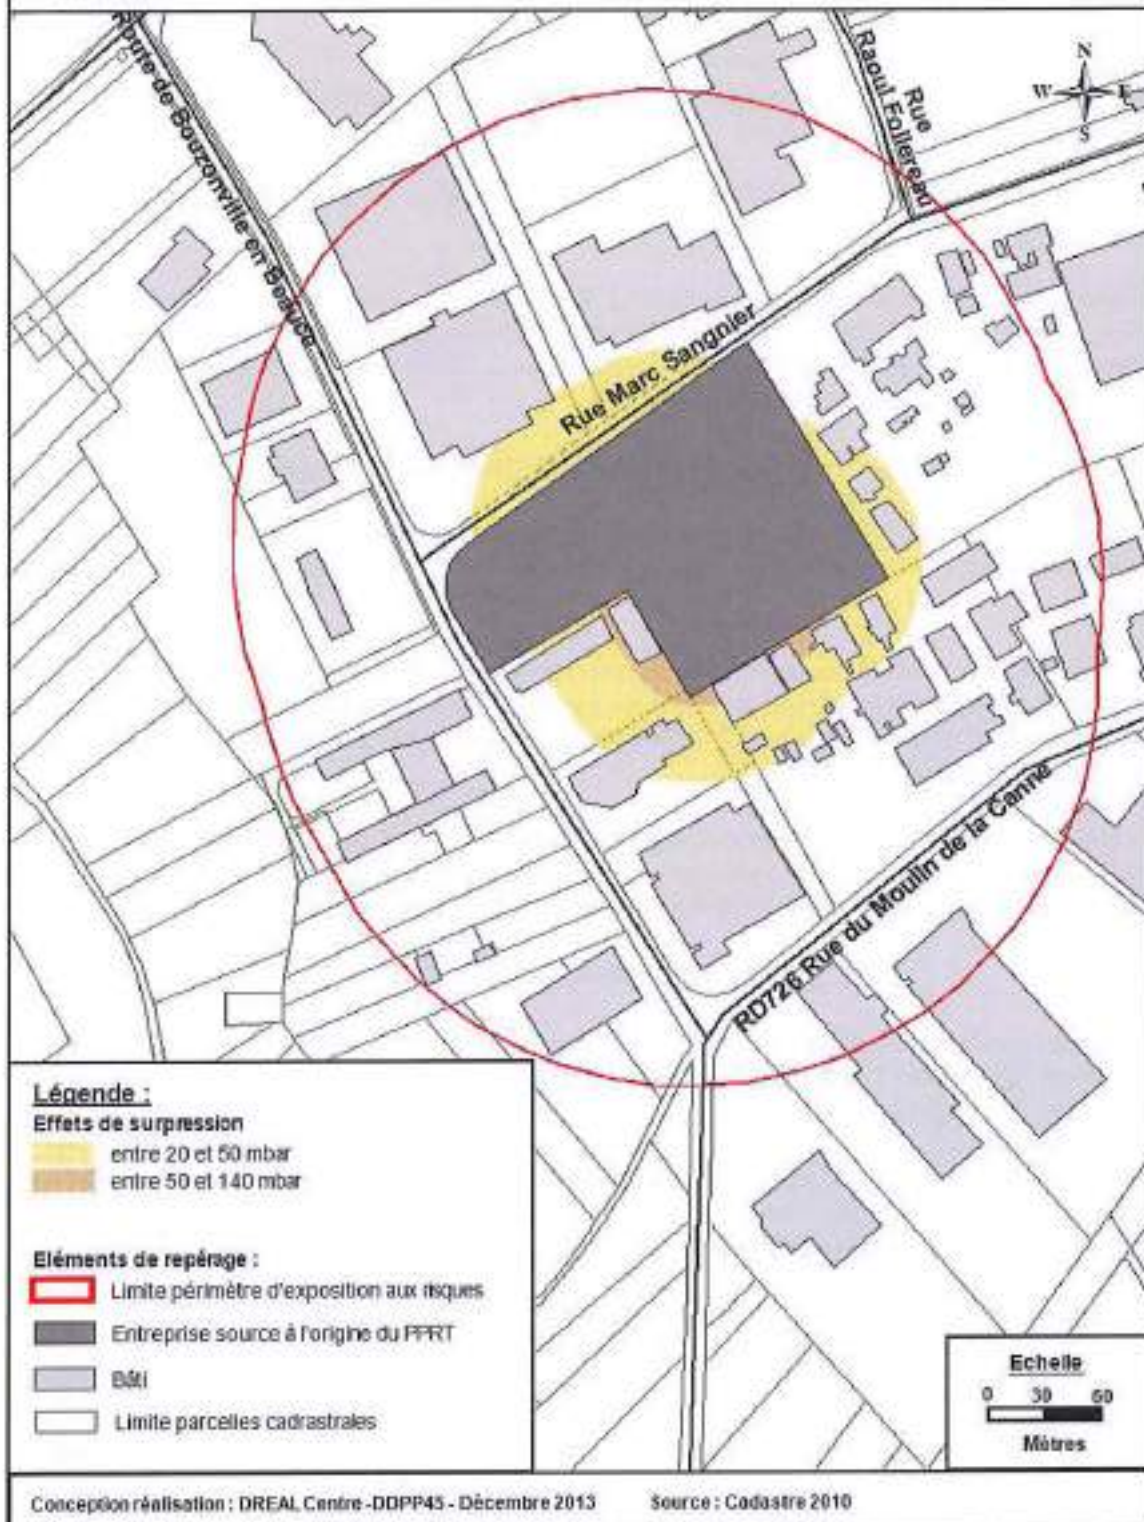 Route de Bouzonville en Beauce
Rue
Raoul Follereau
N
W E
S
Rue Marc Sangnier
RD726 Rue du Moulin de la Canne
Légende :
Effets de surpression
entre 20 et 50 mbar
entre 50 et 140 mbar
Eléments de repérage :
Limite périmètre d'exposition aux risques
Entreprise source à l'origine du PPRT
Bâti
Limite parcelles cadrastrales
Echelle
0 30 60
Mètres
Conception réalisation : DREAL Centre -DDPP45 - Décembre 2013 Source : Cadastre 2010